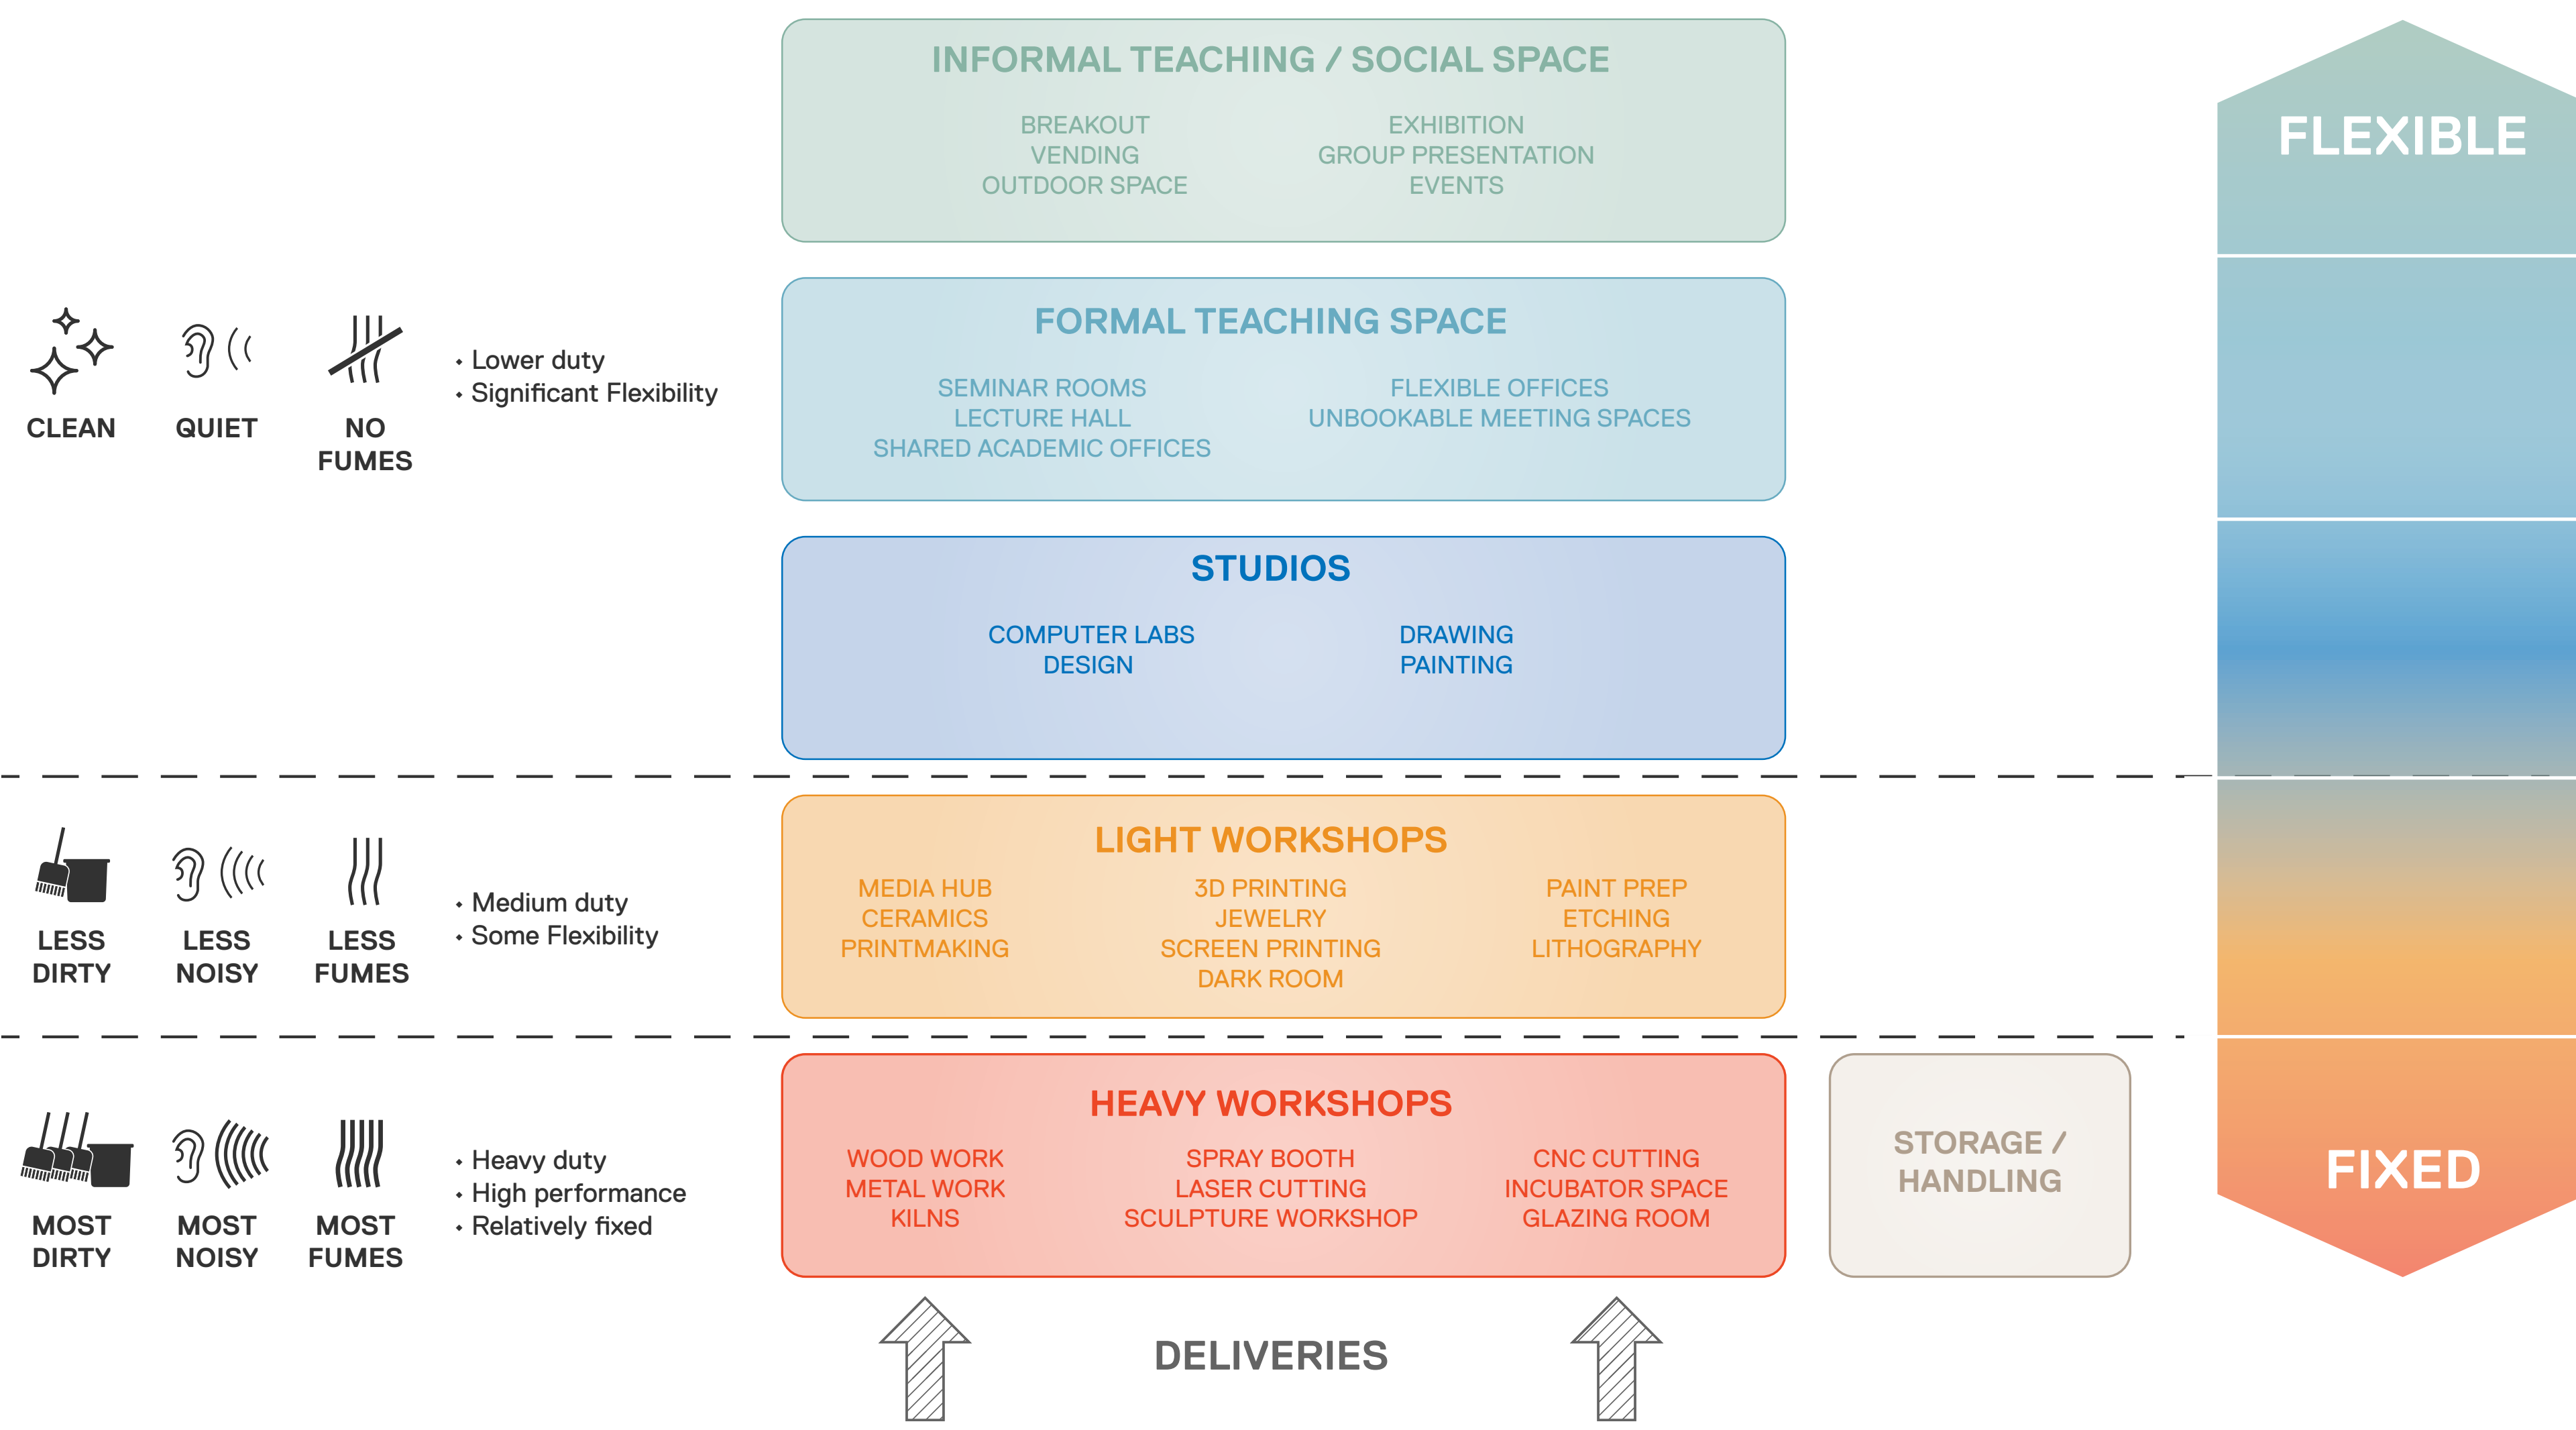 INFORMAL TEACHING / SOCIAL SPACE
BREAKOUT
VENDING
OUTDOOR SPACE
EXHIBITION
GROUP PRESENTATION
EVENTS
FLEXIBLE
CLEAN
QUIET
NO
FUMES
• Lower duty
• Significant Flexibility
FORMAL TEACHING SPACE
SEMINAR ROOMS
LECTURE HALL
SHARED ACADEMIC OFFICES
FLEXIBLE OFFICES
UNBOOKABLE MEETING SPACES
STUDIOS
COMPUTER LABS
DESIGN
DRAWING
PAINTING
LESS
DIRTY
LESS
NOISY
LESS
FUMES
• Medium duty
• Some Flexibility
LIGHT WORKSHOPS
MEDIA HUB
CERAMICS
PRINTMAKING
3D PRINTING
JEWELRY
SCREEN PRINTING
DARK ROOM
PAINT PREP
ETCHING
LITHOGRAPHY
MOST
DIRTY
MOST
NOISY
MOST
FUMES
• Heavy duty
• High performance
• Relatively fixed
HEAVY WORKSHOPS
WOOD WORK
METAL WORK
KILNS
SPRAY BOOTH
LASER CUTTING
SCULPTURE WORKSHOP
CNC CUTTING
INCUBATOR SPACE
GLAZING ROOM
STORAGE /
HANDLING
FIXED
DELIVERIES